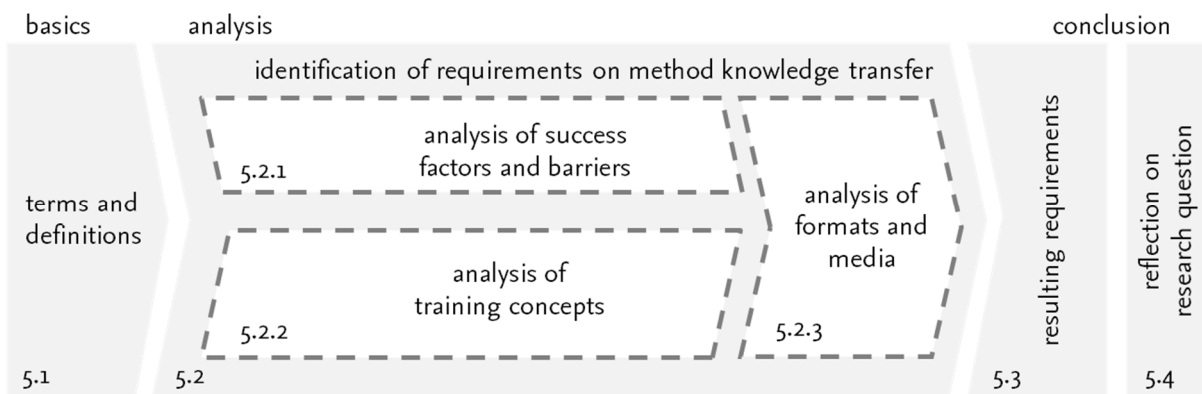 basics
analysis
conclusion
terms and
definitions
5.1
identification of requirements on method knowledge transfer
analysis of success
factors and barriers
5.2.1
analysis of
training concepts
5.2.2
analysis of
formats and
media
5.2.3
5.2
resulting requirements
5.3
reflection on
research question
5.4